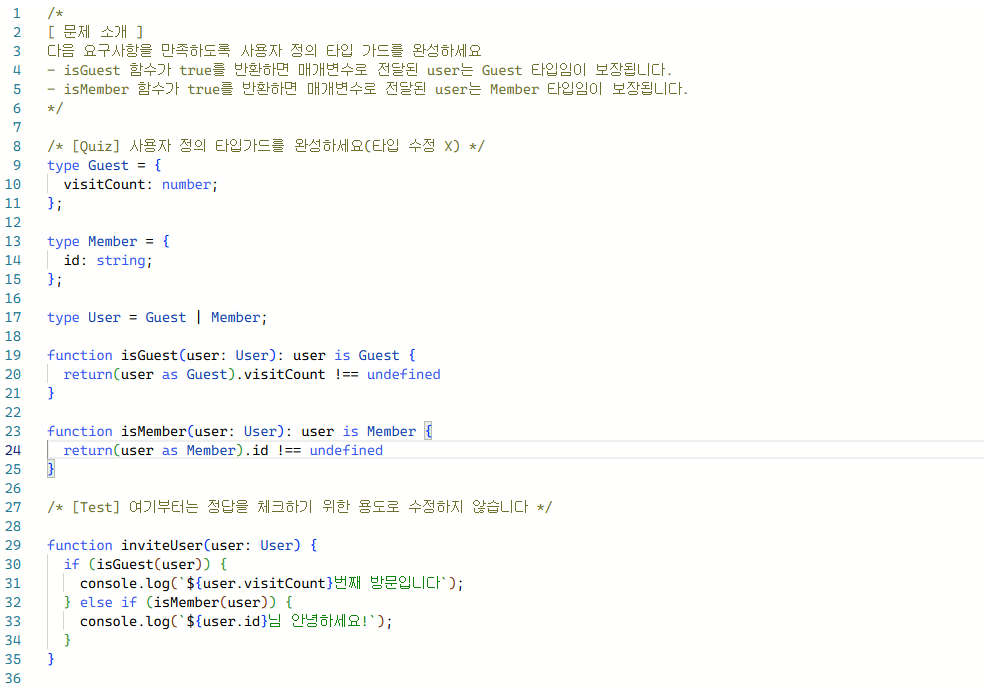 1 /*
2 [ 문제 소개 ]
3 다음 요구사항을 만족하도록 사용자 정의 타입 가드를 완성하세요
4 - isGuest 함수가 true를 반환하면 매개변수로 전달된 user는 Guest 타입임이 보장됩니다.
5 - isMember 함수가 true를 반환하면 매개변수로 전달된 user는 Member 타입임이 보장됩니다.
6 */
7
8 /* [Quiz] 사용자 정의 타입가드를 완성하세요(타입 수정 X) */
9 type Guest = {
10   visitCount: number;
11 };
12
13 type Member = {
14   id: string;
15 };
16
17 type User = Guest | Member;
18
19 function isGuest(user: User): user is Guest {
20   return(user as Guest).visitCount !== undefined
21 }
22
23 function isMember(user: User): user is Member {
24   return(user as Member).id !== undefined
25 }
26
27 /* [Test] 여기부터는 정답을 체크하기 위한 용도로 수정하지 않습니다 */
28
29 function inviteUser(user: User) {
30   if (isGuest(user)) {
31     console.log(`${user.visitCount}번째 방문입니다`);
32   } else if (isMember(user)) {
33     console.log(`${user.id}님 안녕하세요!`);
34   }
35 }
36